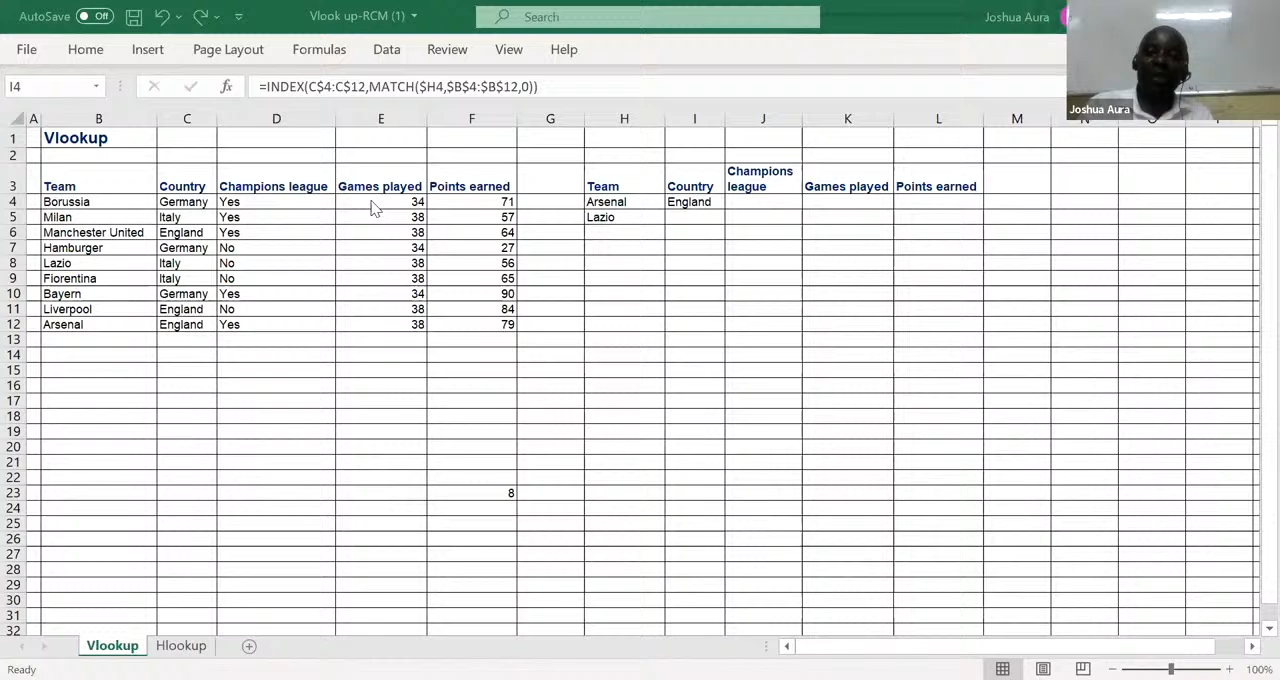 AutoSave Off Vlook up-RCM (1) Search Joshua Aura
File Home Insert Page Layout Formulas Data Review View Help
I4 fx =INDEX(C$4:C$12,MATCH($H4,$B$4:$B$12,0))
Joshua Aura
A B C D E F G H I J K L M
1 Vlookup
2
3 Team Country Champions league Games played Points earned Team Country Champions league Games played Points earned
4 Borussia Germany Yes 34 71 Arsenal England
5 Milan Italy Yes 38 57 Lazio
6 Manchester United England Yes 38 64
7 Hamburger Germany No 34 27
8 Lazio Italy No 38 56
9 Fiorentina Italy No 38 65
10 Bayern Germany Yes 34 90
11 Liverpool England No 38 84
12 Arsenal England Yes 38 79
13
14
15
16
17
18
19
20
21
22
23 8
24
25
26
27
28
29
30
31
32
Vlookup Hlookup
Ready 100%